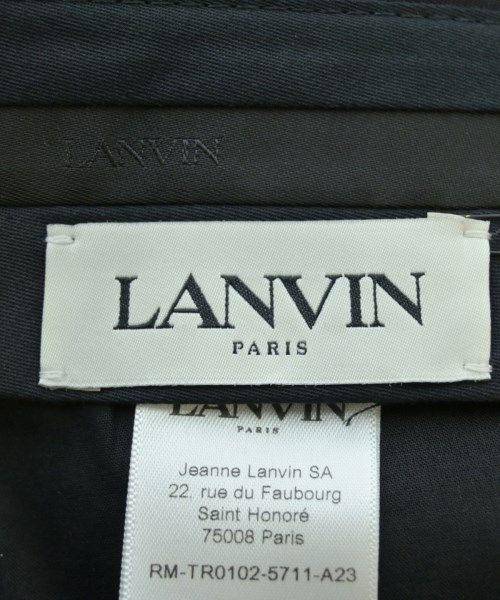 LANVIN
LANVIN
PARIS
LANVIN
PARIS
Jeanne Lanvin SA
22, rue du Faubourg
Saint Honoré
75008 Paris
RM-TR0102-5711-A23